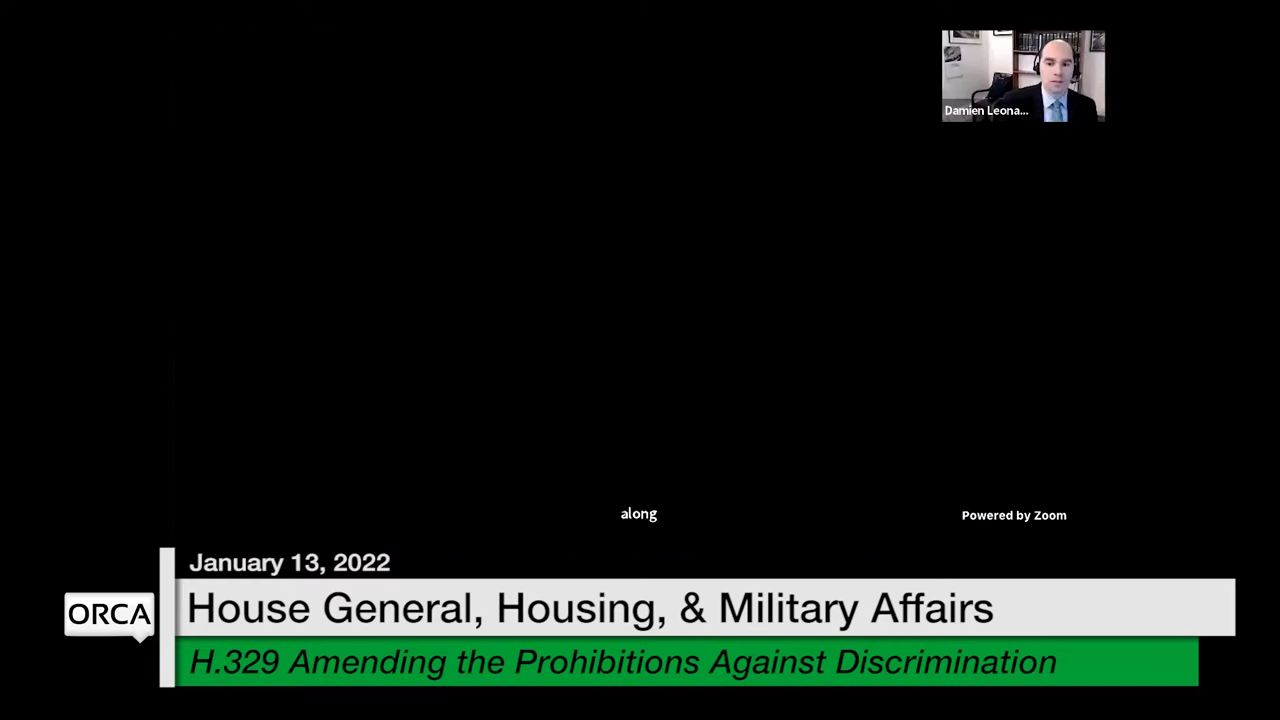 Damien Leona...
along
Powered by Zoom
January 13, 2022
ORCA
House General, Housing, & Military Affairs
H.329 Amending the Prohibitions Against Discrimination